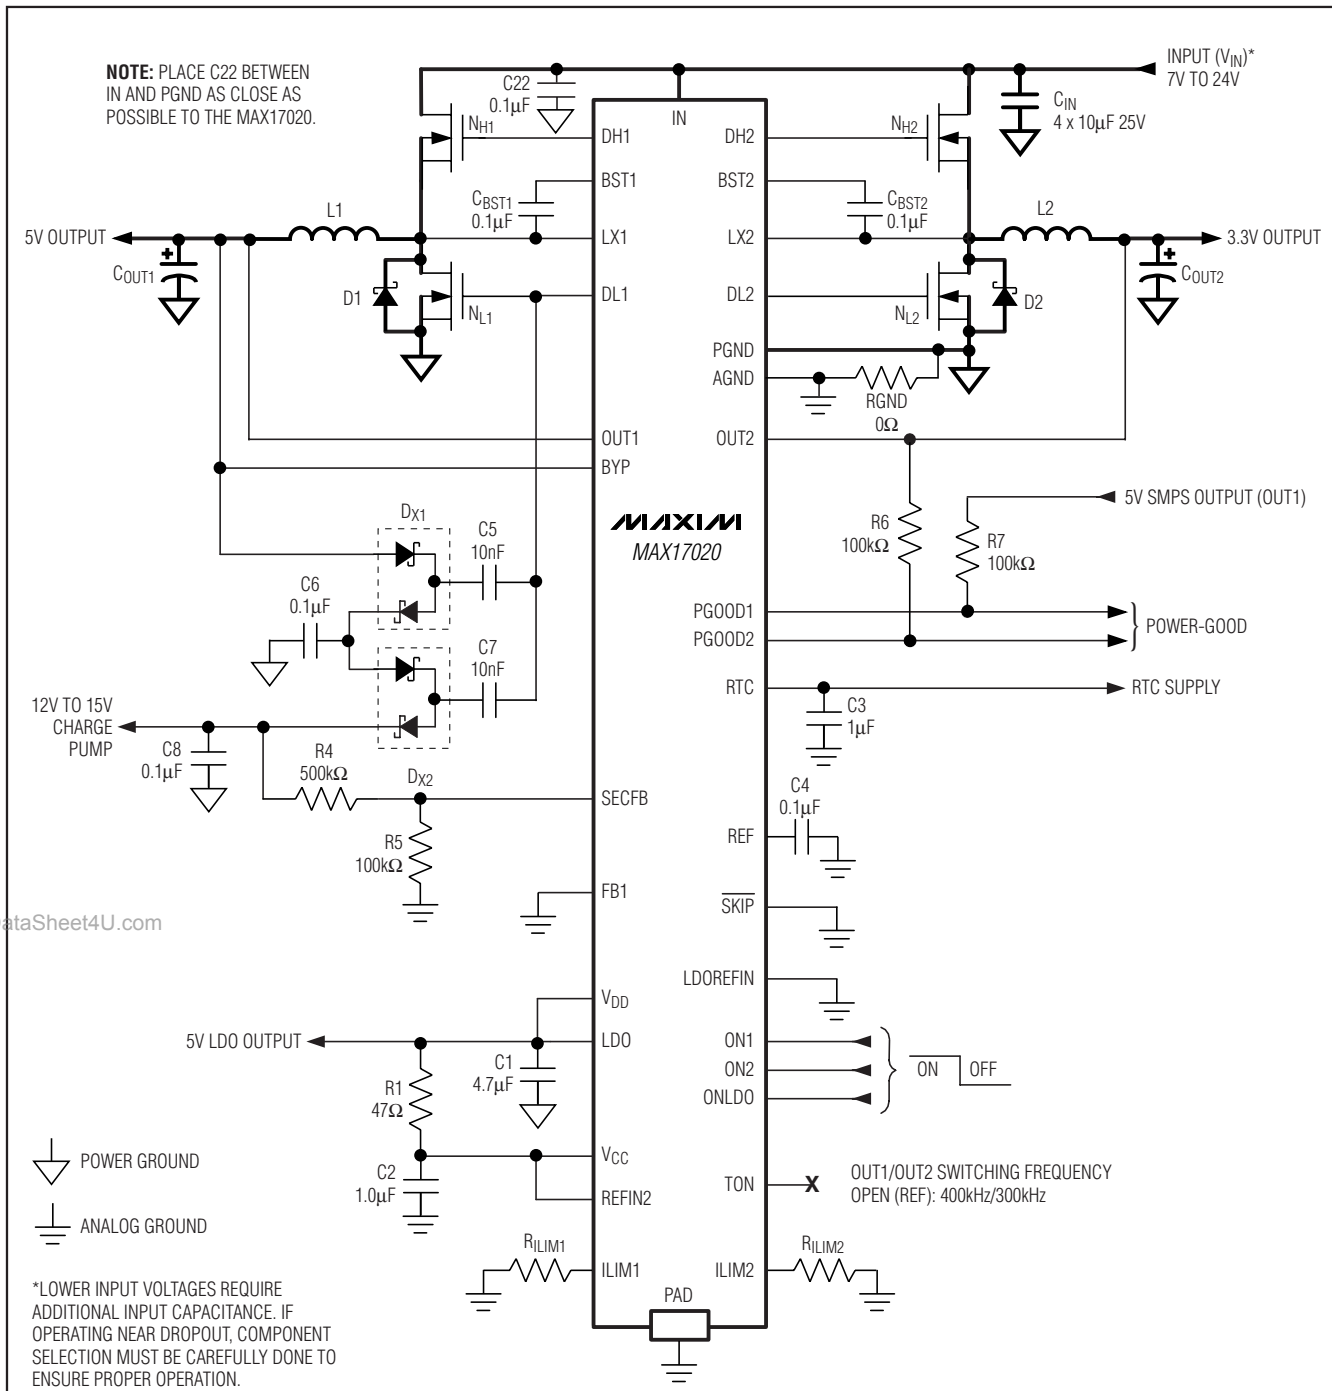 NOTE: PLACE C22 BETWEEN
IN AND PGND AS CLOSE AS
POSSIBLE TO THE MAX17020.
C22
0.1µF
INPUT (VIN)*
7V TO 24V
CIN
4 x 10µF 25V
IN
NH1
DH1
DH2
NH2
BST1
BST2
CBST1
0.1µF
CBST2
0.1µF
L1
L2
5V OUTPUT
LX1
LX2
3.3V OUTPUT
COUT1
COUT2
D1
NL1
DL1
DL2
NL2
D2
PGND
AGND
RGND
0Ω
OUT1
OUT2
BYP
MAXIM
MAX17020
5V SMPS OUTPUT (OUT1)
R6
100kΩ
R7
100kΩ
DX1
C5
10nF
C6
0.1µF
C7
10nF
PGOOD1
PGOOD2
POWER-GOOD
RTC
RTC SUPPLY
C3
1µF
12V TO 15V
CHARGE
PUMP
C8
0.1µF
R4
500kΩ
DX2
SECFB
R5
100kΩ
C4
0.1µF
REF
FB1
SKIP
DataSheet4U.com
LDOREFIN
VDD
5V LDO OUTPUT
LDO
ON1
ON2
ONLDO
ON
OFF
R1
47Ω
C1
4.7µF
POWER GROUND
C2
1.0µF
VCC
REFIN2
TON
X
OUT1/OUT2 SWITCHING FREQUENCY
OPEN (REF): 400kHz/300kHz
ANALOG GROUND
RILIM1
ILIM1
ILIM2
RILIM2
PAD
*LOWER INPUT VOLTAGES REQUIRE
ADDITIONAL INPUT CAPACITANCE. IF
OPERATING NEAR DROPOUT, COMPONENT
SELECTION MUST BE CAREFULLY DONE TO
ENSURE PROPER OPERATION.